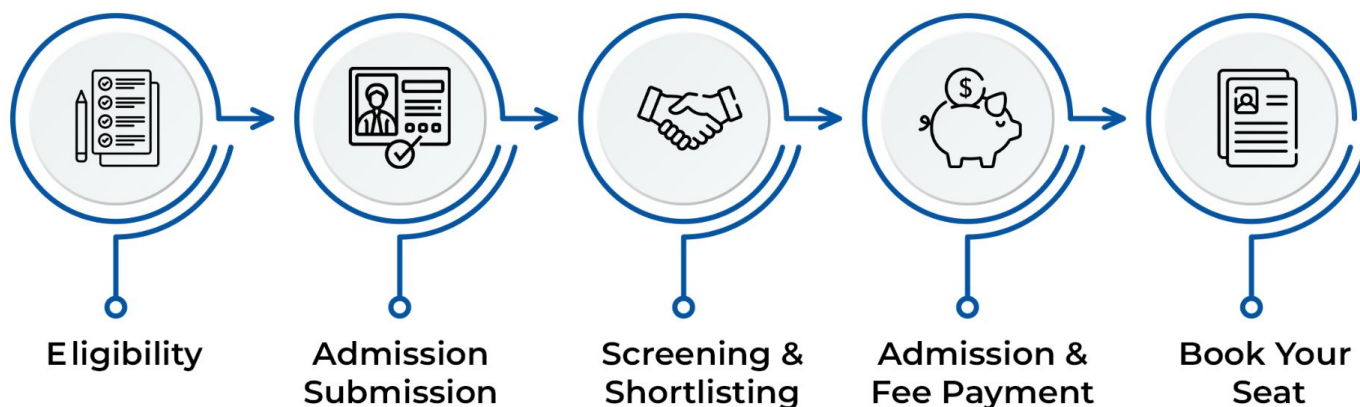 $
Eligibility
Admission
Submission
Screening &
Shortlisting
Admission &
Fee Payment
Book Your
Seat